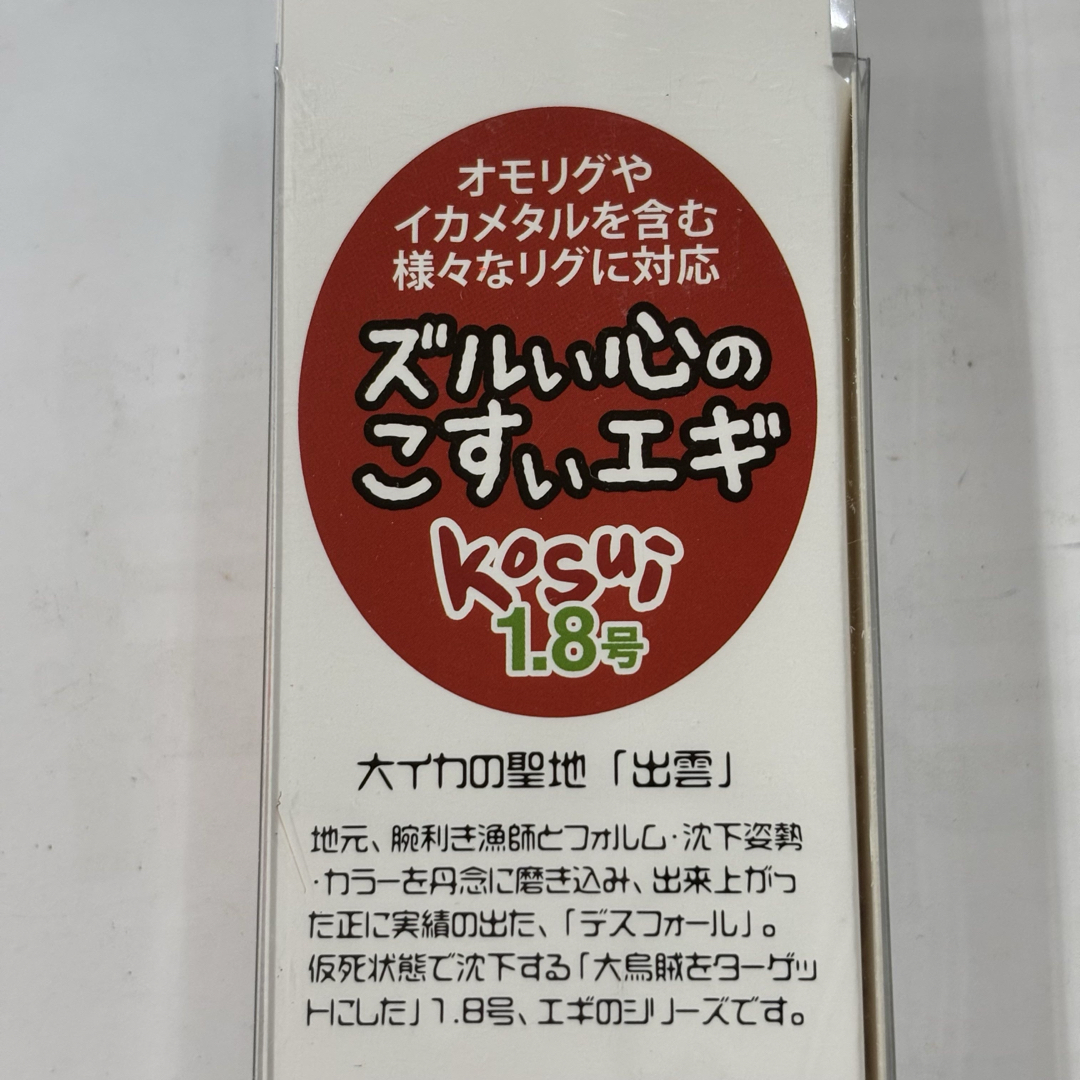 オモリグや
イカメタルを含む
様々なリグに対応
ズルぃ心の
こすぃエギ
kosui
1.8号
大イカの聖地「出雲」
地元、腕利き漁師とフォルム・沈下姿勢
・カラーを丹念に磨き込み、出来上がっ
た正に実績の出た、「デスフォール」。
仮死状態で沈下する「大烏賊をターゲッ
トにした」1.8号、エギのシリーズです。